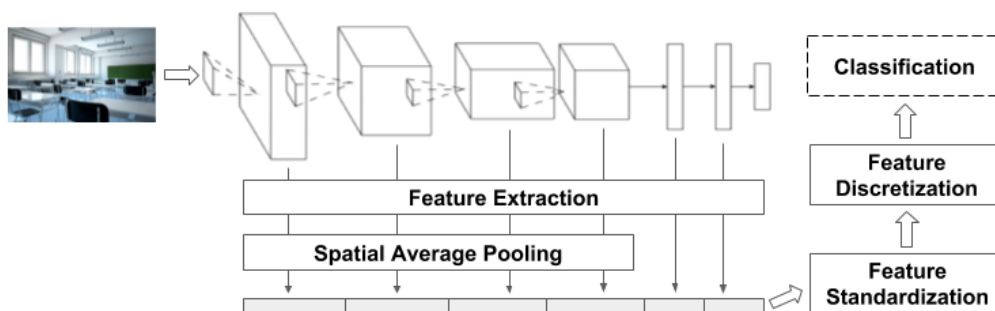 Classification
Feature
Discretization
Feature Extraction
Spatial Average Pooling
Feature
Standardization